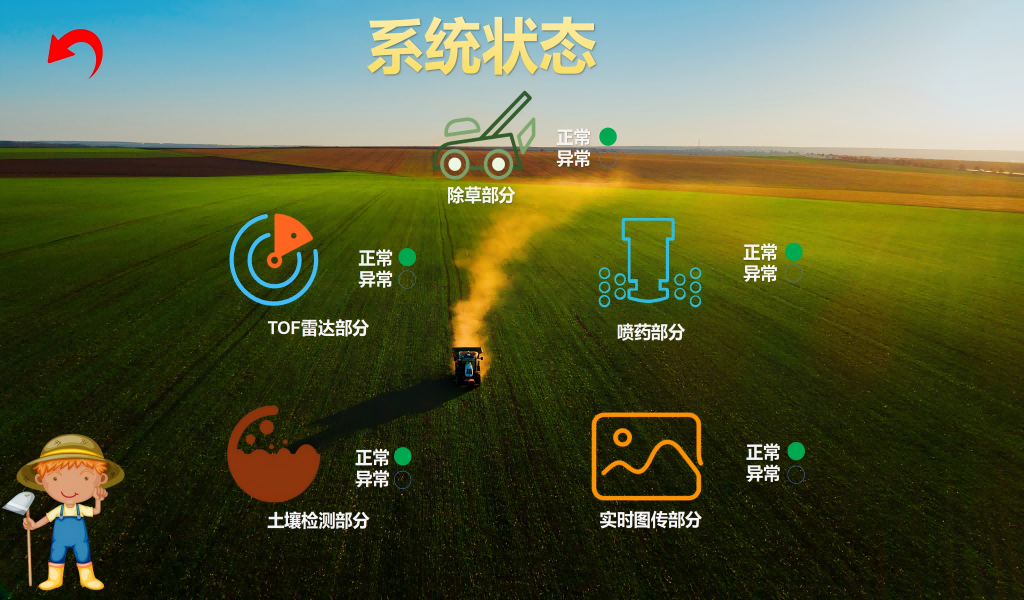 系统状态
正常
异常
除草部分
正常
异常
TOF雷达部分
正常
异常
喷药部分
正常
异常
土壤检测部分
正常
异常
实时图传部分